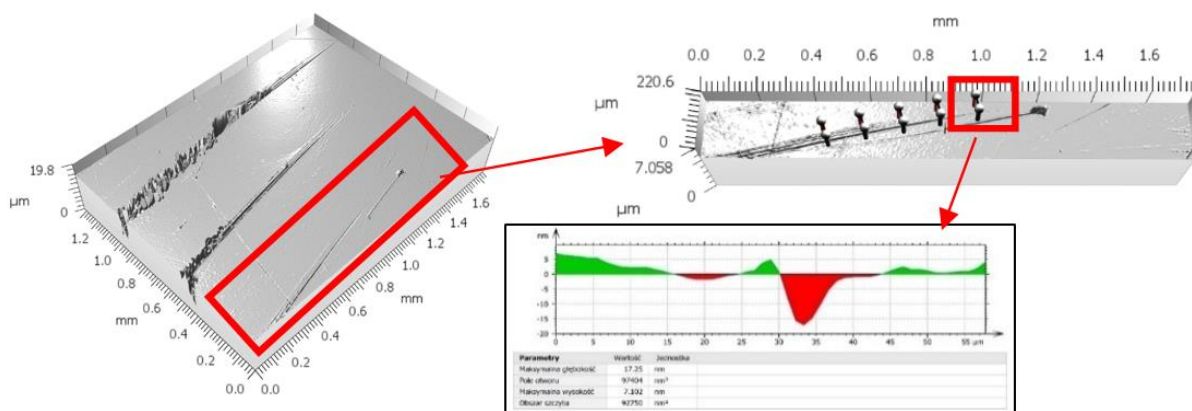 19.8
µm
0
1.2
1.0
0.8
0.6
mm
0.4
0.2
0.0
0.0
0.2
0.4
0.6
0.8
mm
1.0
1.2
1.4
1.6
mm
0.0 0.2 0.4 0.6 0.8 1.0 1.2 1.4 1.6
220.6
µm
0
7.058
0
µm
nm
5
0
-5
-10
-15
-20
0 5 10 15 20 25 30 35 40 45 50 55 µm
Parametry Wartość Jednostka
Maksymalna głębokość 17.25 nm
Pole otworu 97404 nm²
Maksymalna wysokość 7.102 nm
Obszar szczytu 92750 nm²